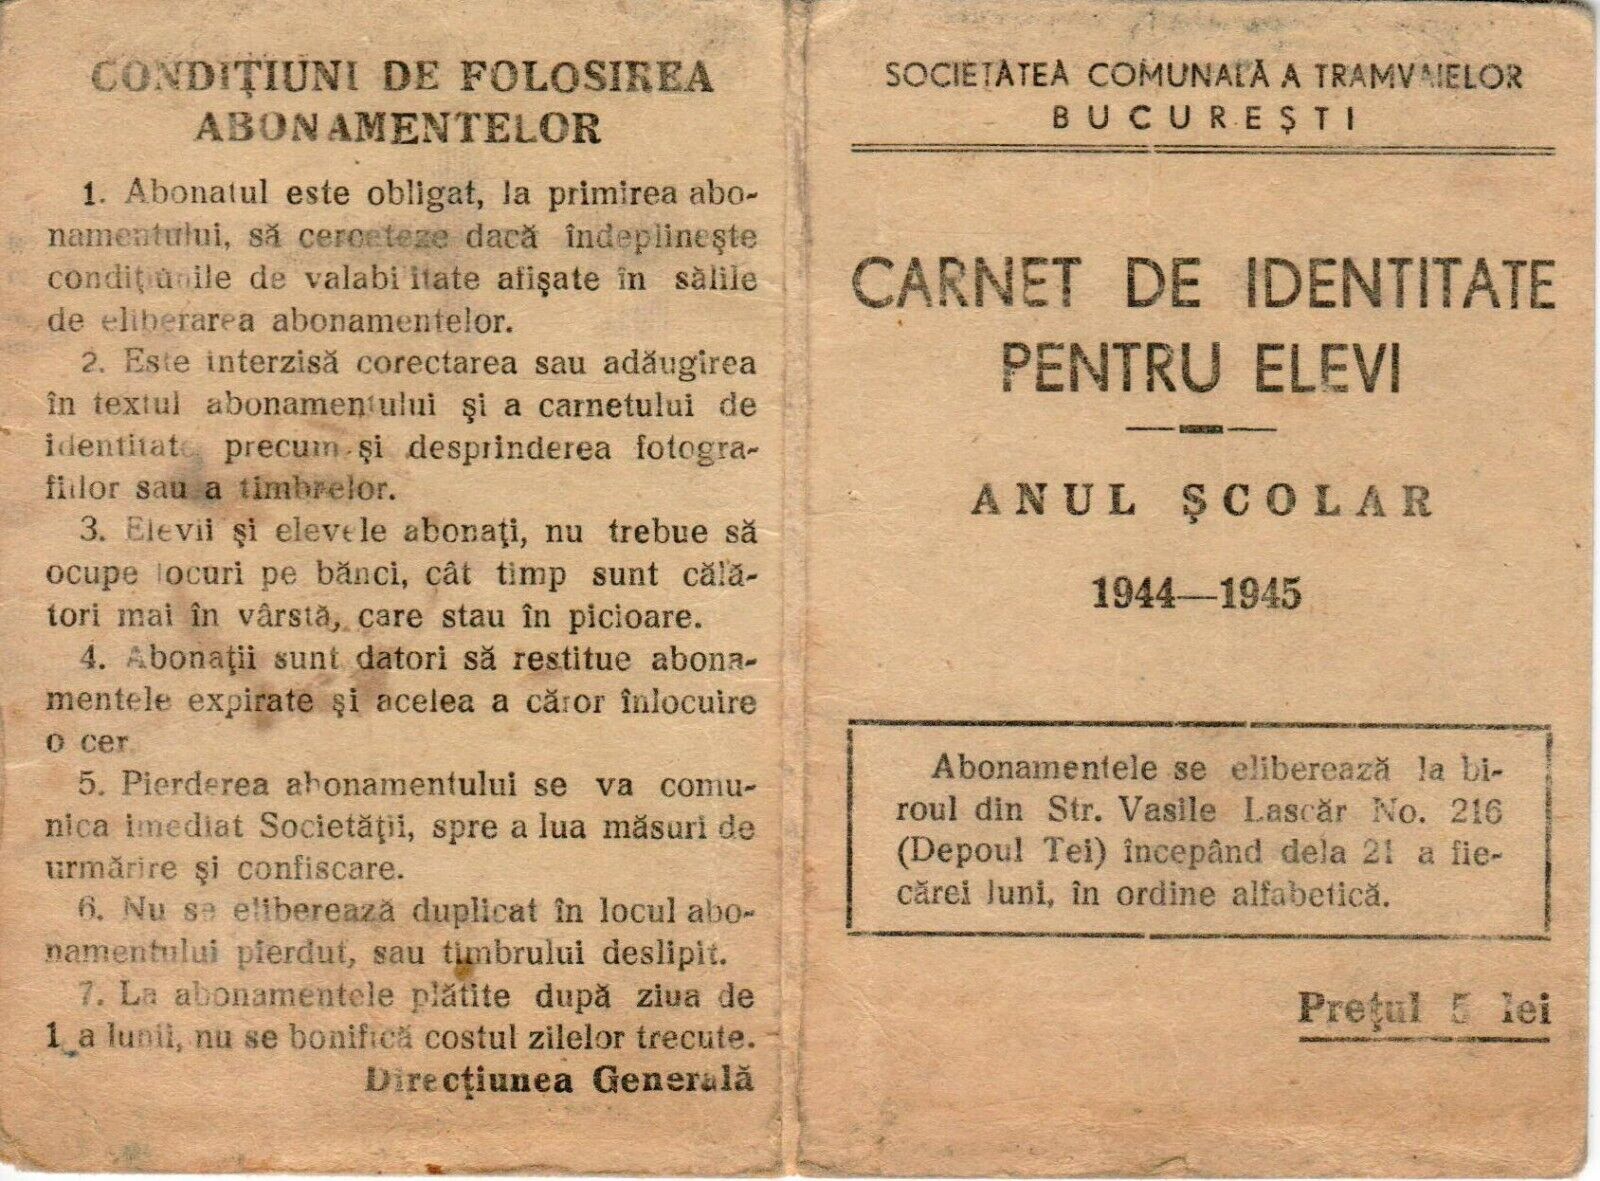 CONDIȚIUNI DE FOLOSIREA
ABONAMENTELOR
1. Abonatul este obligat, la primirea abo-
namentului, să cerceteze dacă îndeplinește
condițiunile de valabilitate afișate în sălile
de eliberarea abonamentelor.
2. Este interzisă corectarea sau adăugirea
în textul abonamentului și a carnetului de
identitate, precum și desprinderea fotogra-
fiilor sau a timbrelor.
3. Elevii și elevele abonați, nu trebue să
ocupe locuri pe bănci, cât timp sunt călă-
tori mai în vârstă, care stau în picioare.
4. Abonații sunt datori să restitue abona-
mentele expirate și acelea a căror înlocuire
o cer
5. Pierderea abonamentului se va comu-
nica imediat Societății, spre a lua măsuri de
urmărire și confiscare.
6. Nu se eliberează duplicat în locul abo-
namentului pierdut, sau timbrului deslipit.
7. La abonamentele plătite după ziua de
1 a lunii, nu se bonifică costul zilelor trecute.
Direcțiunea Generală
SOCIETATEA COMUNALĂ A TRAMVAIELOR
BUCUREȘTI
CARNET DE IDENTITATE
PENTRU ELEVI
ANUL ȘCOLAR
1944—1945
Abonamentele se eliberează la bi-
roul din Str. Vasile Lascăr No. 216
(Depoul Tei) începând dela 21 a fie-
cărei luni, în ordine alfabetică.
Prețul 5 lei